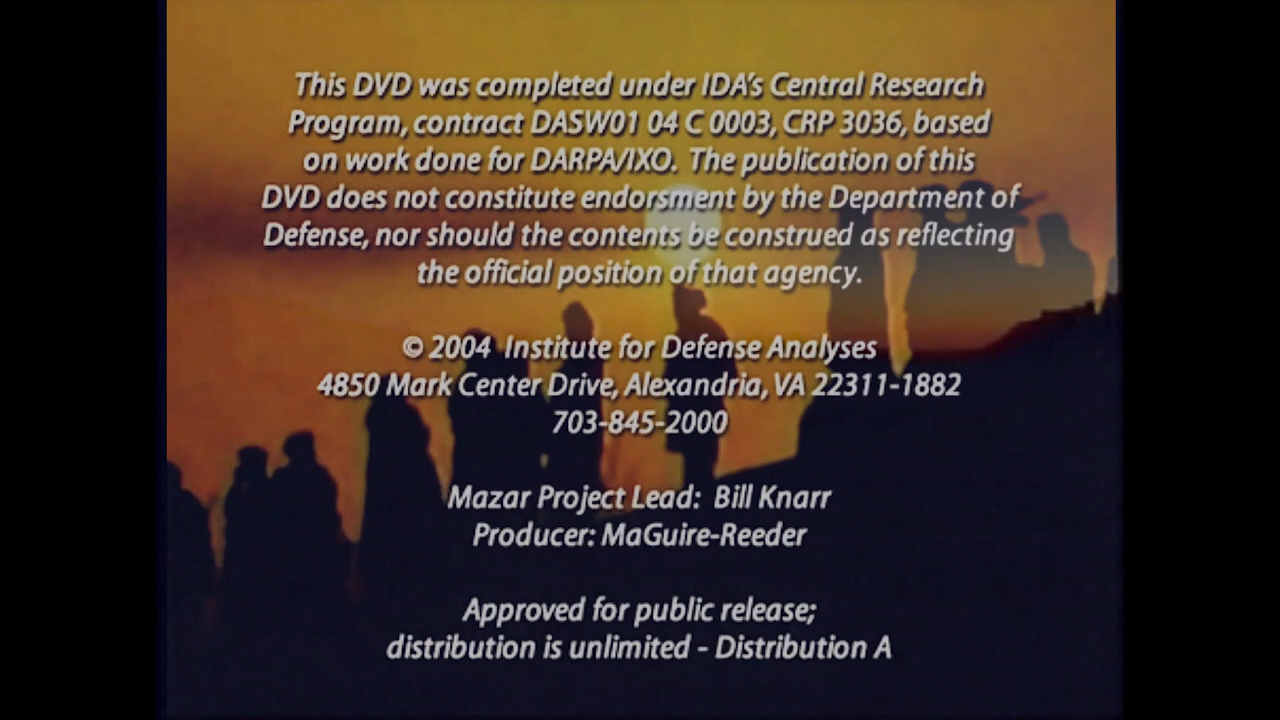 This DVD was completed under IDA's Central Research
Program, contract DASW01 04 C 0003, CRP 3036, based
on work done for DARPA/IXO. The publication of this
DVD does not constitute endorsment by the Department of
Defense, nor should the contents be construed as reflecting
the official position of that agency.
© 2004 Institute for Defense Analyses
4850 Mark Center Drive, Alexandria, VA 22311-1882
703-845-2000
Mazar Project Lead: Bill Knarr
Producer: MaGuire-Reeder
Approved for public release;
distribution is unlimited - Distribution A